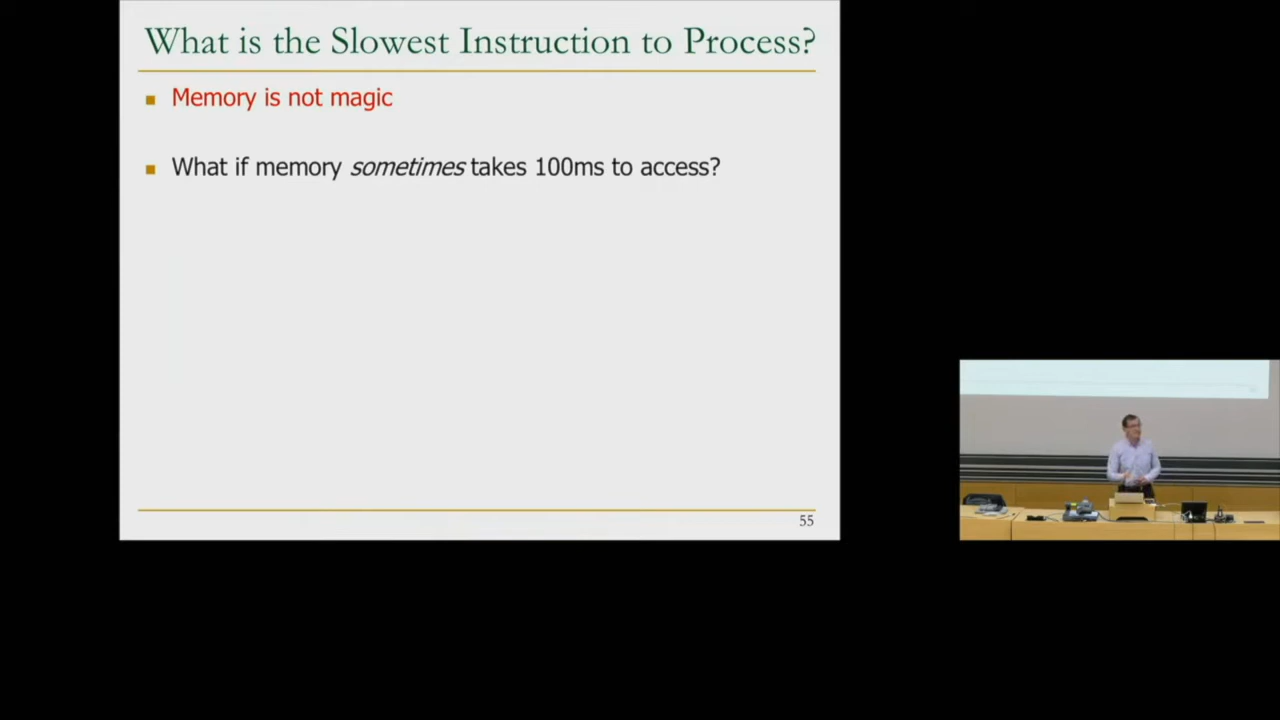 What is the Slowest Instruction to Process?
Memory is not magic
What if memory sometimes takes 100ms to access?
55